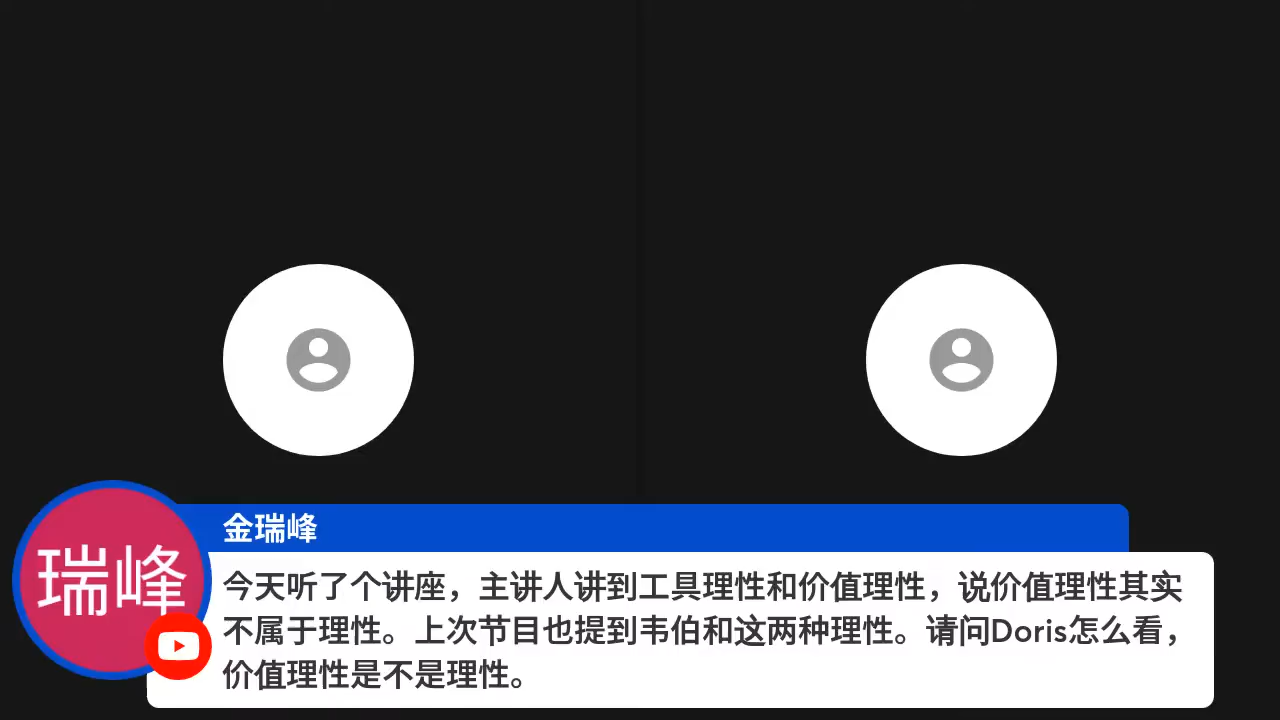 瑞峰
金瑞峰
今天听了个讲座，主讲人讲到工具理性和价值理性，说价值理性其实
不属于理性。上次节目也提到韦伯和这两种理性。请问Doris怎么看，
价值理性是不是理性。